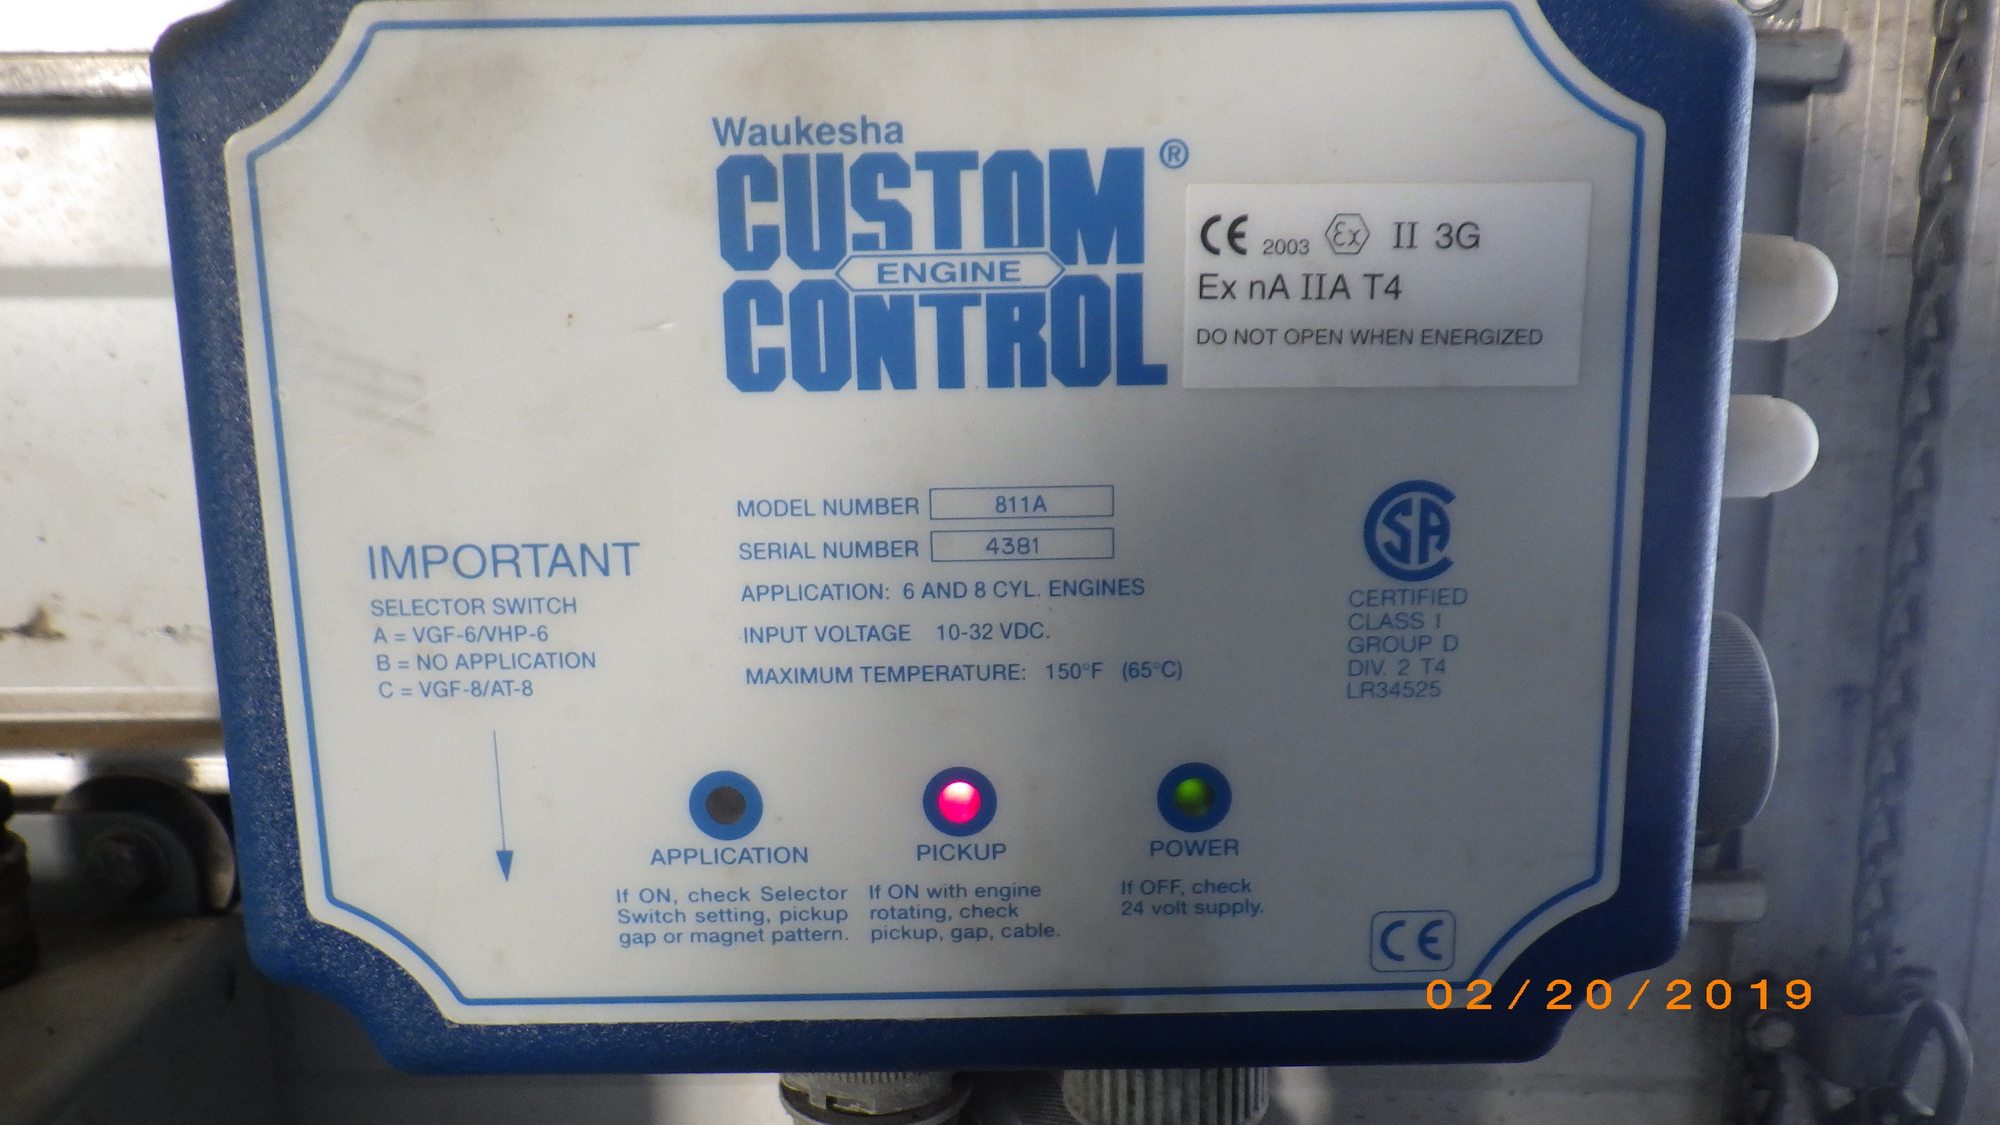 Waukesha
CUSTOM ®
ENGINE
CONTROL
CE 2003 Ex II 3G
Ex nA IIA T4
DO NOT OPEN WHEN ENERGIZED
MODEL NUMBER 811A
SERIAL NUMBER 4381
APPLICATION: 6 AND 8 CYL. ENGINES
INPUT VOLTAGE 10-32 VDC.
MAXIMUM TEMPERATURE: 150°F (65°C)
IMPORTANT
SELECTOR SWITCH
A = VGF-6/VHP-6
B = NO APPLICATION
C = VGF-8/AT-8
SA
CERTIFIED
CLASS I
GROUP D
DIV. 2 T4
LR34525
APPLICATION
If ON, check Selector
Switch setting, pickup
gap or magnet pattern.
PICKUP
If ON with engine
rotating, check
pickup, gap, cable.
POWER
If OFF, check
24 volt supply.
CE
02/20/2019